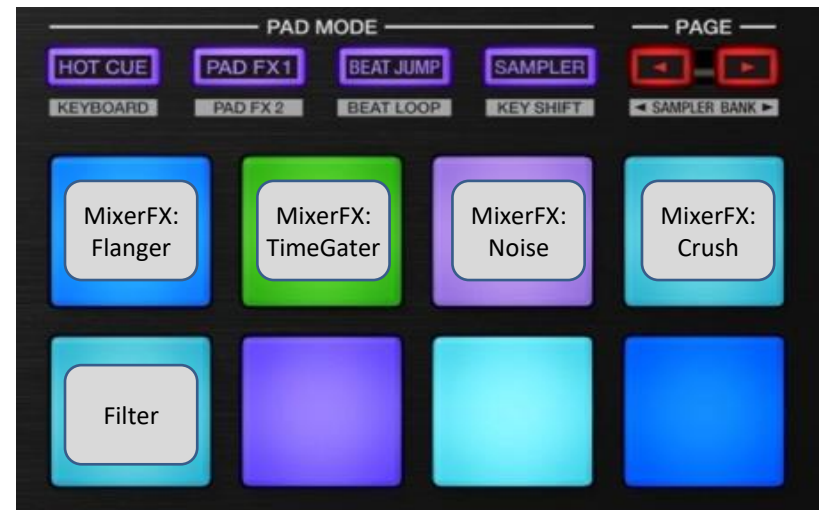 PAD MODE
PAGE
HOT CUE
PAD FX1
BEAT JUMP
SAMPLER
KEYBOARD
PAD FX 2
BEAT LOOP
KEY SHIFT
◄ SAMPLER BANK ►
MixerFX:
Flanger
MixerFX:
TimeGater
MixerFX:
Noise
MixerFX:
Crush
Filter